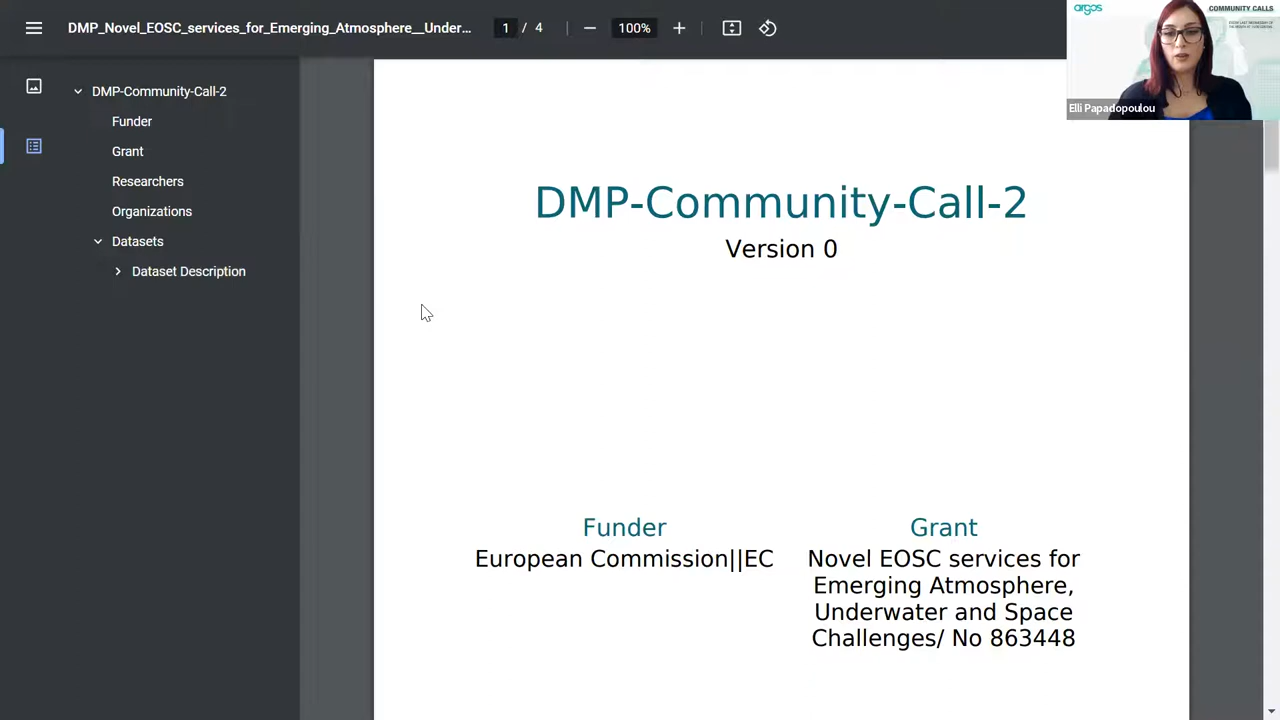 DMP_Novel_EOSC_services_for_Emerging_Atmosphere__Under...
1 / 4
100%
argos
COMMUNITY CALLS
Elli Papadopoulou
DMP-Community-Call-2
Funder
Grant
Researchers
Organizations
Datasets
Dataset Description
DMP-Community-Call-2
Version 0
Funder
European Commission||EC
Grant
Novel EOSC services for
Emerging Atmosphere,
Underwater and Space
Challenges/ No 863448